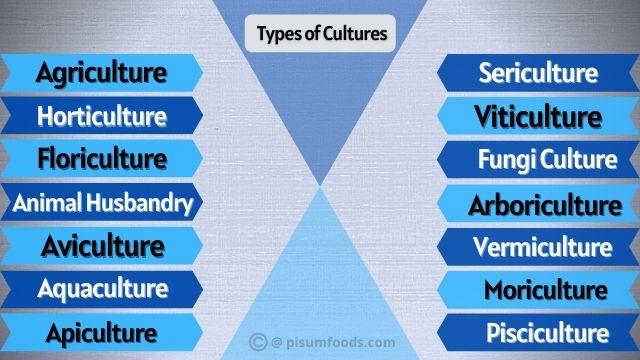 Types of Cultures
Agriculture
Horticulture
Floriculture
Animal Husbandry
Aviculture
Aquaculture
Apiculture
Sericulture
Viticulture
Fungi Culture
Arboriculture
Vermiculture
Moriculture
Pisciculture
© @ pisumfoods.com